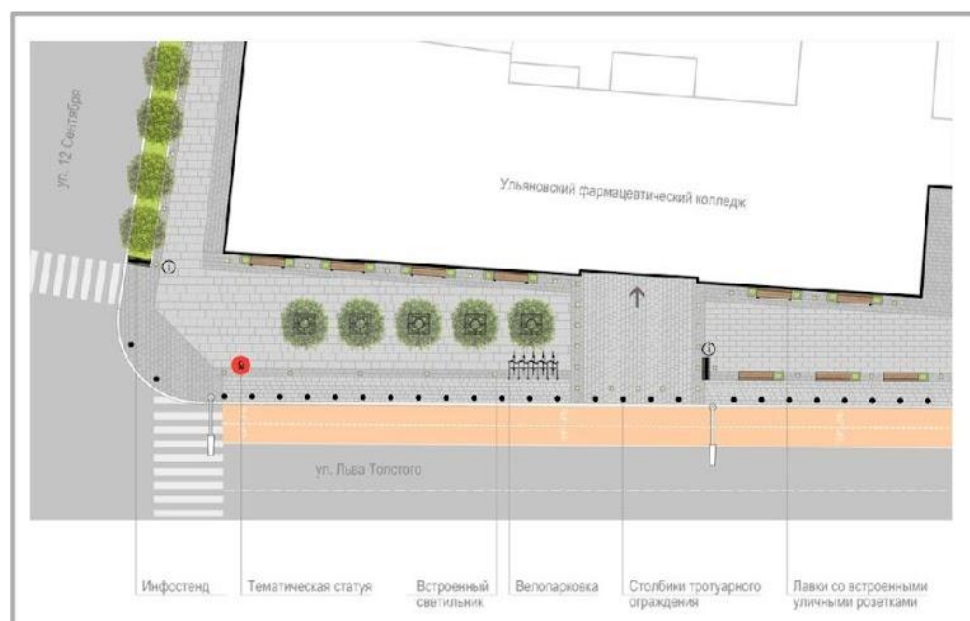 ул. 12 Сентября
Ульяновский фармацевтический колледж
ул. Льва Толстого
Инфостенд
Тематическая статуя
Встроенный
светильник
Велопарковка
Столбики тротуарного
ограждения
Лавки со встроенными
уличными розетками